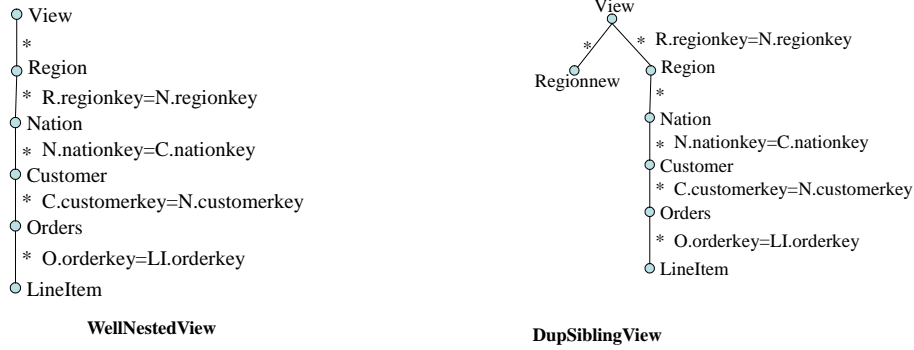 View
*
Region
* R.regionkey=N.regionkey
Nation
* N.nationkey=C.nationkey
Customer
* C.customerkey=N.customerkey
Orders
* O.orderkey=LI.orderkey
LineItem
WellNestedView
View
*
* R.regionkey=N.regionkey
Regionnew
Region
*
Nation
* N.nationkey=C.nationkey
Customer
* C.customerkey=N.customerkey
Orders
* O.orderkey=LI.orderkey
LineItem
DupSiblingView